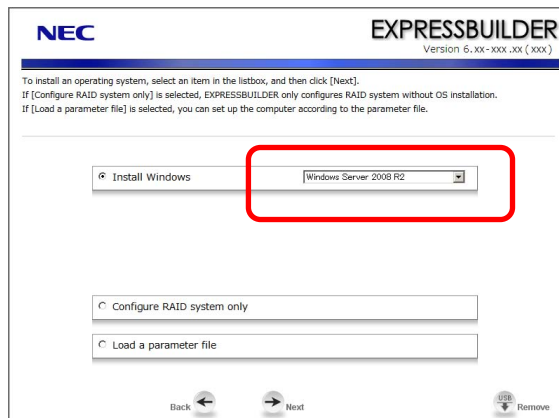 NEC
EXPRESSBUILDER
Version 6.xx-xxx.xx (xxx)
To install an operating system, select an item in the listbox, and then click [Next].
If [Configure RAID system only] is selected, EXPRESSBUILDER only configures RAID system without OS installation.
If [Load a parameter file] is selected, you can set up the computer according to the parameter file.
Install Windows
Windows Server 2008 R2
Configure RAID system only
Load a parameter file
Back
Next
USB
Remove